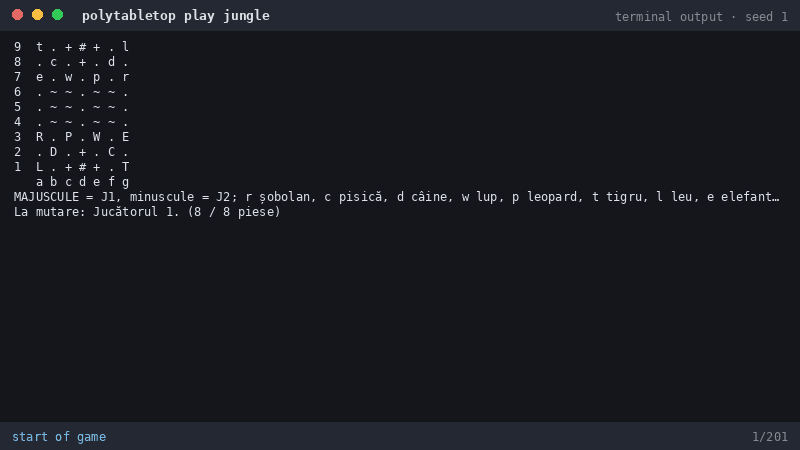 polytabletop play jungle
terminal output · seed 1
9 t . + # + . l
8 . c . + . d .
7 e . w . p . r
6 . ~ ~ . ~ ~ .
5 . ~ ~ . ~ ~ .
4 . ~ ~ . ~ ~ .
3 R . P . W . E
2 . D . + . C .
1 L . + # + . T
a b c d e f g
MAJUSCULE = J1, minuscule = J2; r șobolan, c pisică, d câine, w lup, p leopard, t tigru, l leu, e elefant…
La mutare: Jucătorul 1. (8 / 8 piese)
start of game
1/201